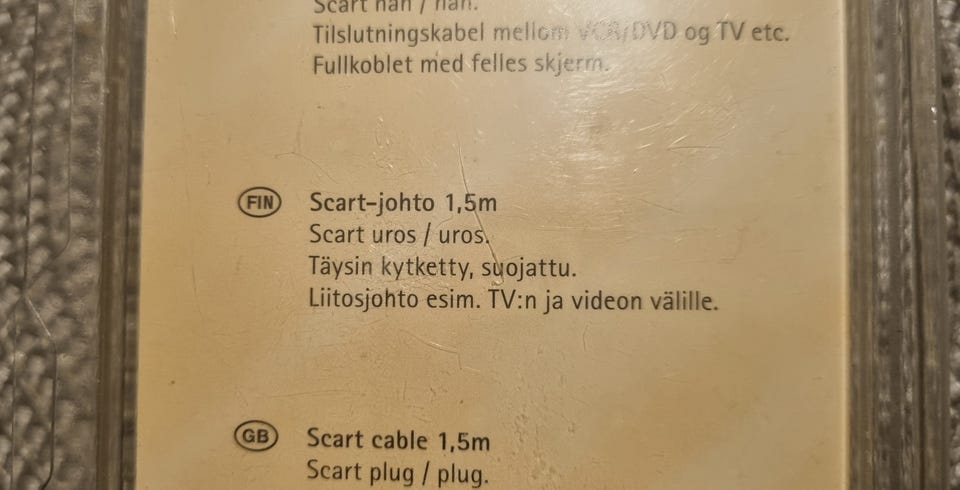 Scart han / han.
Tilslutningskabel mellom VCR/DVD og TV etc.
Fullkoblet med felles skjerm.
FIN Scart-johto 1,5m
Scart uros / uros.
Täysin kytketty, suojattu.
Liitosjohto esim. TV:n ja videon välille.
GB Scart cable 1,5m
Scart plug / plug.